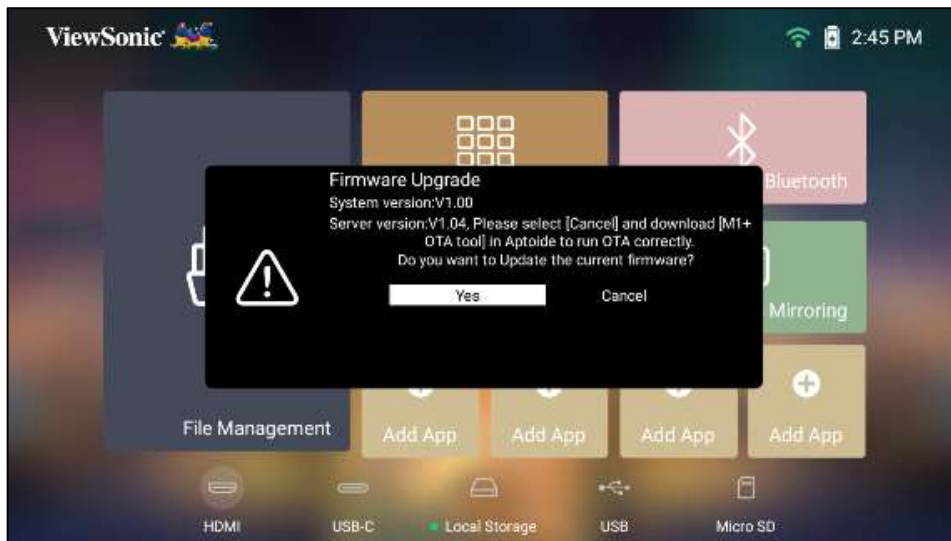 ViewSonic
2:45 PM
Bluetooth
Firmware Upgrade
System version:V1.00
Server version:V1.04, Please select [Cancel] and download [M1+
OTA tool] in Aptoide to run OTA correctly.
Do you want to Update the current firmware?
Yes Cancel
Mirroring
File Management
Add App Add App Add App Add App
HDMI USB-C Local Storage USB Micro SD